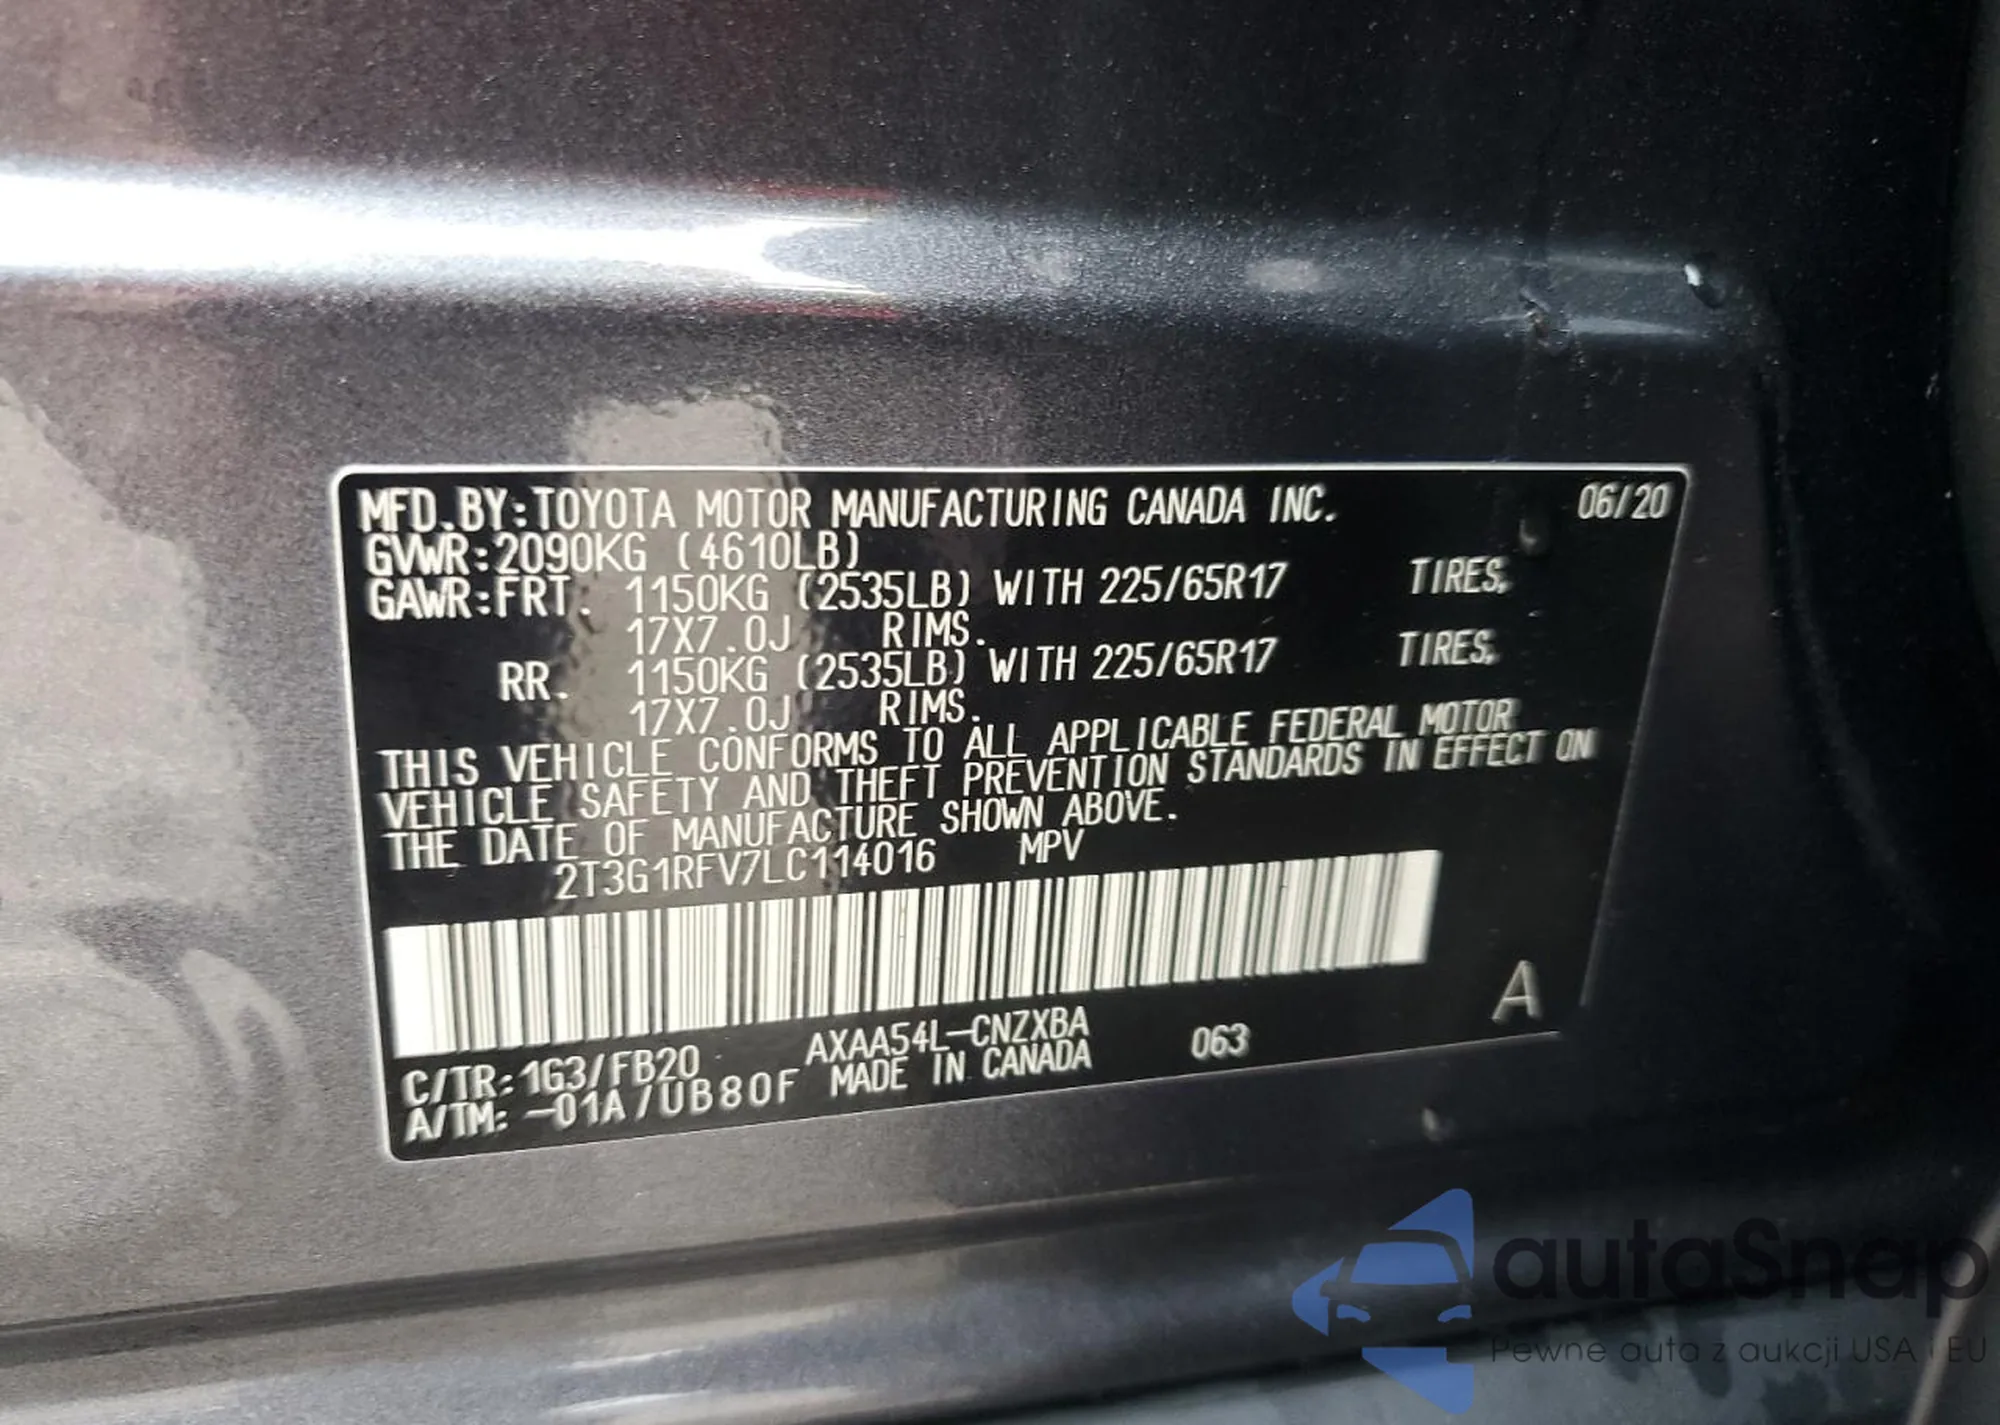 MFD.BY:TOYOTA MOTOR MANUFACTURING CANADA INC. 06/20
GVWR:2090KG (4610LB)
GAWR:FRT. 1150KG (2535LB) WITH 225/65R17 TIRES,
17X7.0J RIMS.
RR. 1150KG (2535LB) WITH 225/65R17 TIRES,
17X7.0J RIMS.
THIS VEHICLE CONFORMS TO ALL APPLICABLE FEDERAL MOTOR
VEHICLE SAFETY AND THEFT PREVENTION STANDARDS IN EFFECT ON
THE DATE OF MANUFACTURE SHOWN ABOVE.
2T3G1RFV7LC114016 MPV
A
AXAA54L-CNZXBA 063
C/TR:1G3/FB20 MADE IN CANADA
A/TM: -01A/UB80F
autaSnap
Pewne auta z aukcji USA i EU